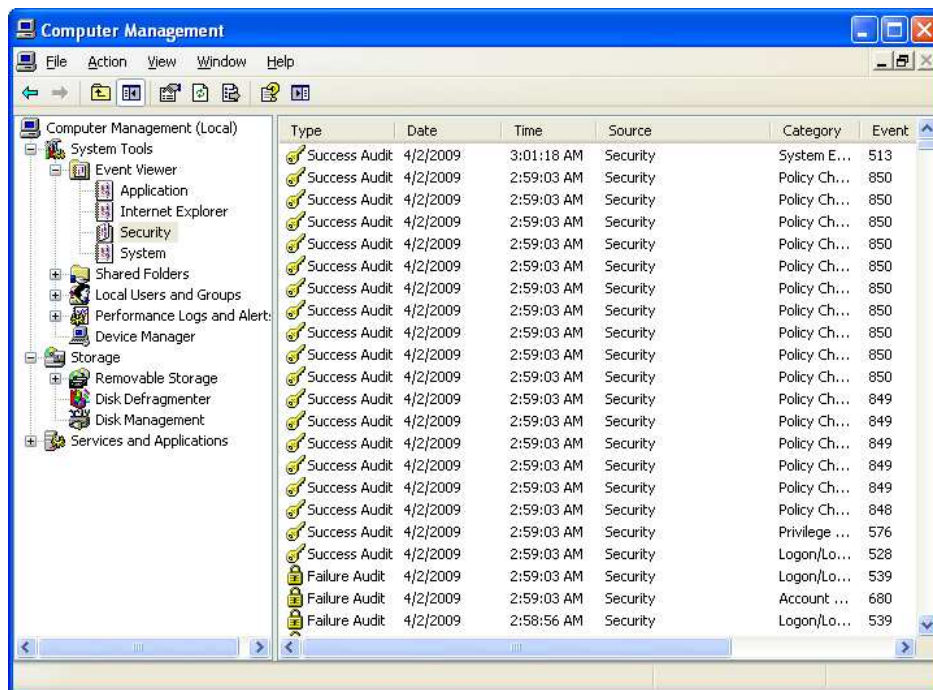 Computer Management
File Action View Window Help
Computer Management (Local)
System Tools
Event Viewer
Application
Internet Explorer
Security
System
Shared Folders
Local Users and Groups
Performance Logs and Alert:
Device Manager
Storage
Removable Storage
Disk Defragmenter
Disk Management
Services and Applications
Type Date Time Source Category Event
Success Audit 4/2/2009 3:01:18 AM Security System E... 513
Success Audit 4/2/2009 2:59:03 AM Security Policy Ch... 850
Success Audit 4/2/2009 2:59:03 AM Security Policy Ch... 850
Success Audit 4/2/2009 2:59:03 AM Security Policy Ch... 850
Success Audit 4/2/2009 2:59:03 AM Security Policy Ch... 850
Success Audit 4/2/2009 2:59:03 AM Security Policy Ch... 850
Success Audit 4/2/2009 2:59:03 AM Security Policy Ch... 850
Success Audit 4/2/2009 2:59:03 AM Security Policy Ch... 850
Success Audit 4/2/2009 2:59:03 AM Security Policy Ch... 850
Success Audit 4/2/2009 2:59:03 AM Security Policy Ch... 850
Success Audit 4/2/2009 2:59:03 AM Security Policy Ch... 850
Success Audit 4/2/2009 2:59:03 AM Security Policy Ch... 849
Success Audit 4/2/2009 2:59:03 AM Security Policy Ch... 849
Success Audit 4/2/2009 2:59:03 AM Security Policy Ch... 849
Success Audit 4/2/2009 2:59:03 AM Security Policy Ch... 849
Success Audit 4/2/2009 2:59:03 AM Security Policy Ch... 849
Success Audit 4/2/2009 2:59:03 AM Security Policy Ch... 848
Success Audit 4/2/2009 2:59:03 AM Security Privilege ... 576
Success Audit 4/2/2009 2:59:03 AM Security Logon/Lo... 528
Failure Audit 4/2/2009 2:59:03 AM Security Logon/Lo... 539
Failure Audit 4/2/2009 2:59:03 AM Security Account ... 680
Failure Audit 4/2/2009 2:58:56 AM Security Logon/Lo... 539